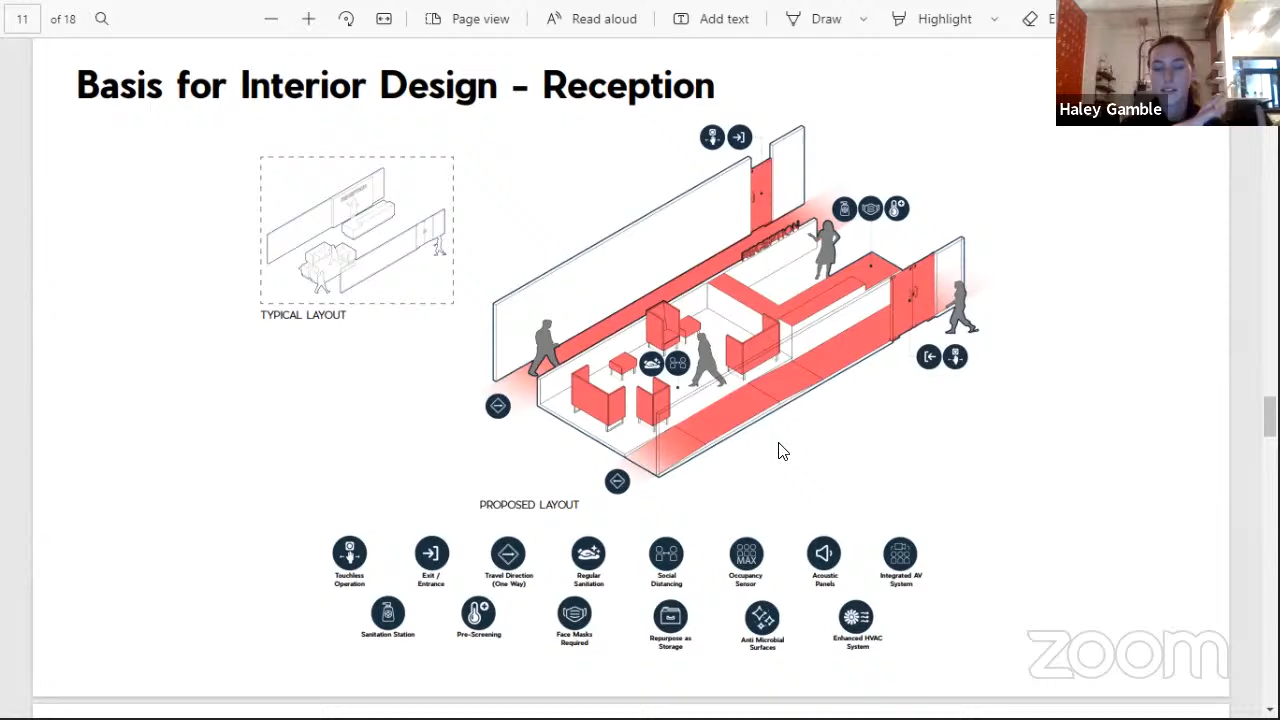 11 of 18 Page view Read aloud Add text Draw Highlight E
Haley Gamble
Basis for Interior Design - Reception
RECEPTION
TYPICAL LAYOUT
RECEPTION
PROPOSED LAYOUT
Touchless
Operation
Exit /
Entrance
Travel Direction
(One Way)
Regular
Sanitation
Social
Distancing
MAX
Occupancy
Sensor
Acoustic
Panels
Integrated AV
System
Sanitation Station
Pre-Screening
Face Masks
Required
Repurpose as
Storage
Anti Microbial
Surfaces
Enhanced HVAC
System
zoom